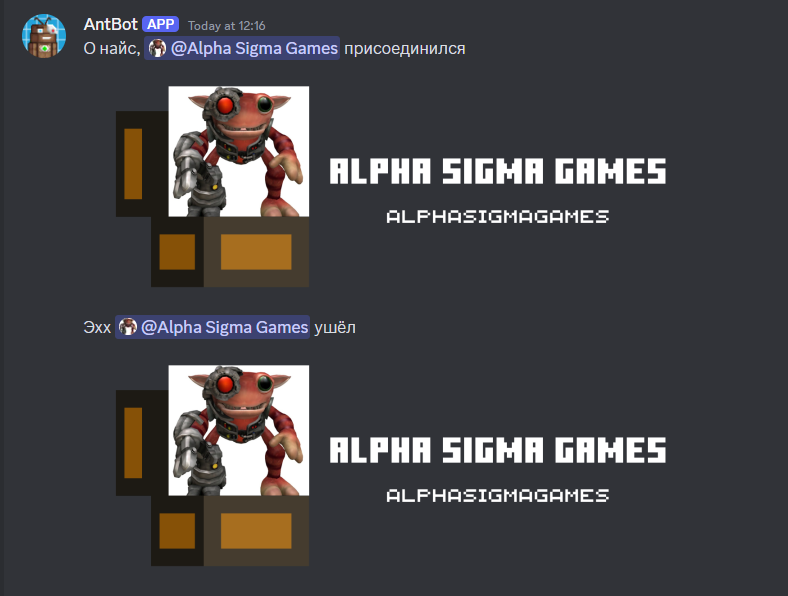 AntBot APP Today at 12:16
О найс, @Alpha Sigma Games присоединился
ALPHA SIGMA GAMES
ALPHASIGMAGAMES
Эхх @Alpha Sigma Games ушёл
ALPHA SIGMA GAMES
ALPHASIGMAGAMES